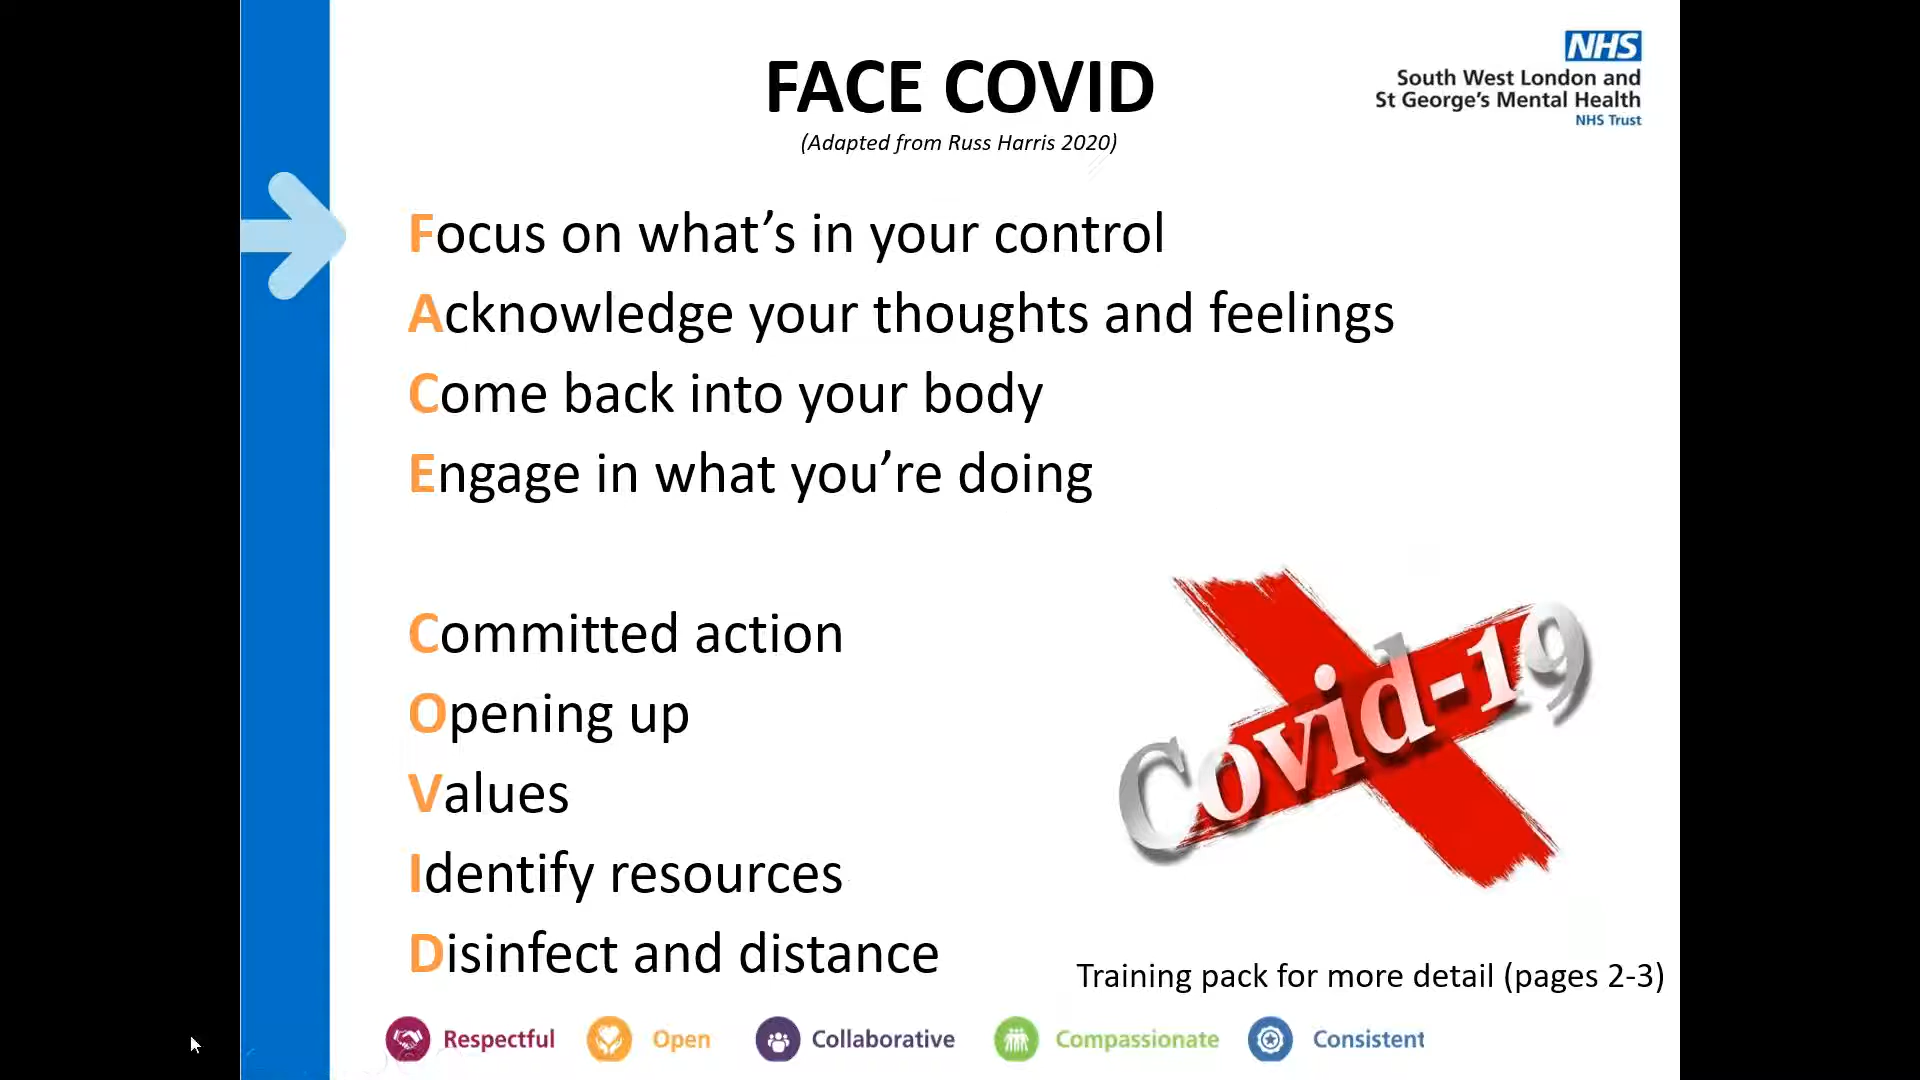 FACE COVID
(Adapted from Russ Harris 2020)
NHS
South West London and
St George's Mental Health
NHS Trust
Focus on what's in your control
Acknowledge your thoughts and feelings
Come back into your body
Engage in what you're doing
Committed action
Opening up
Values
Identify resources
Disinfect and distance
Covid-19
Training pack for more detail (pages 2-3)
Respectful Open Collaborative Compassionate Consistent